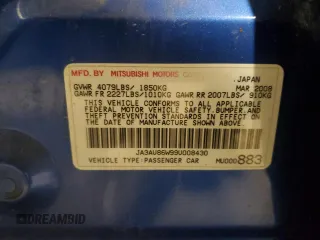 MFD. BY MITSUBISHI MOTORS
JAPAN
GVWR 4079LBS/ 1850KG MAR 2008
GAWR FR 2227LBS/1010KG GAWR RR 2007LBS/ 910KG
THIS VEHICLE CONFORMS TO ALL APPLICABLE
FEDERAL MOTOR VEHICLE SAFETY, BUMPER,
AND THEFT PREVENTION STANDARDS IN EFFECT
ON THE DATE OF MANUFACTURE SHOWN ABOVE.
JA3AU86W99U008430
VEHICLE TYPE:PASSENGER CAR MU000883
© DREAMBID